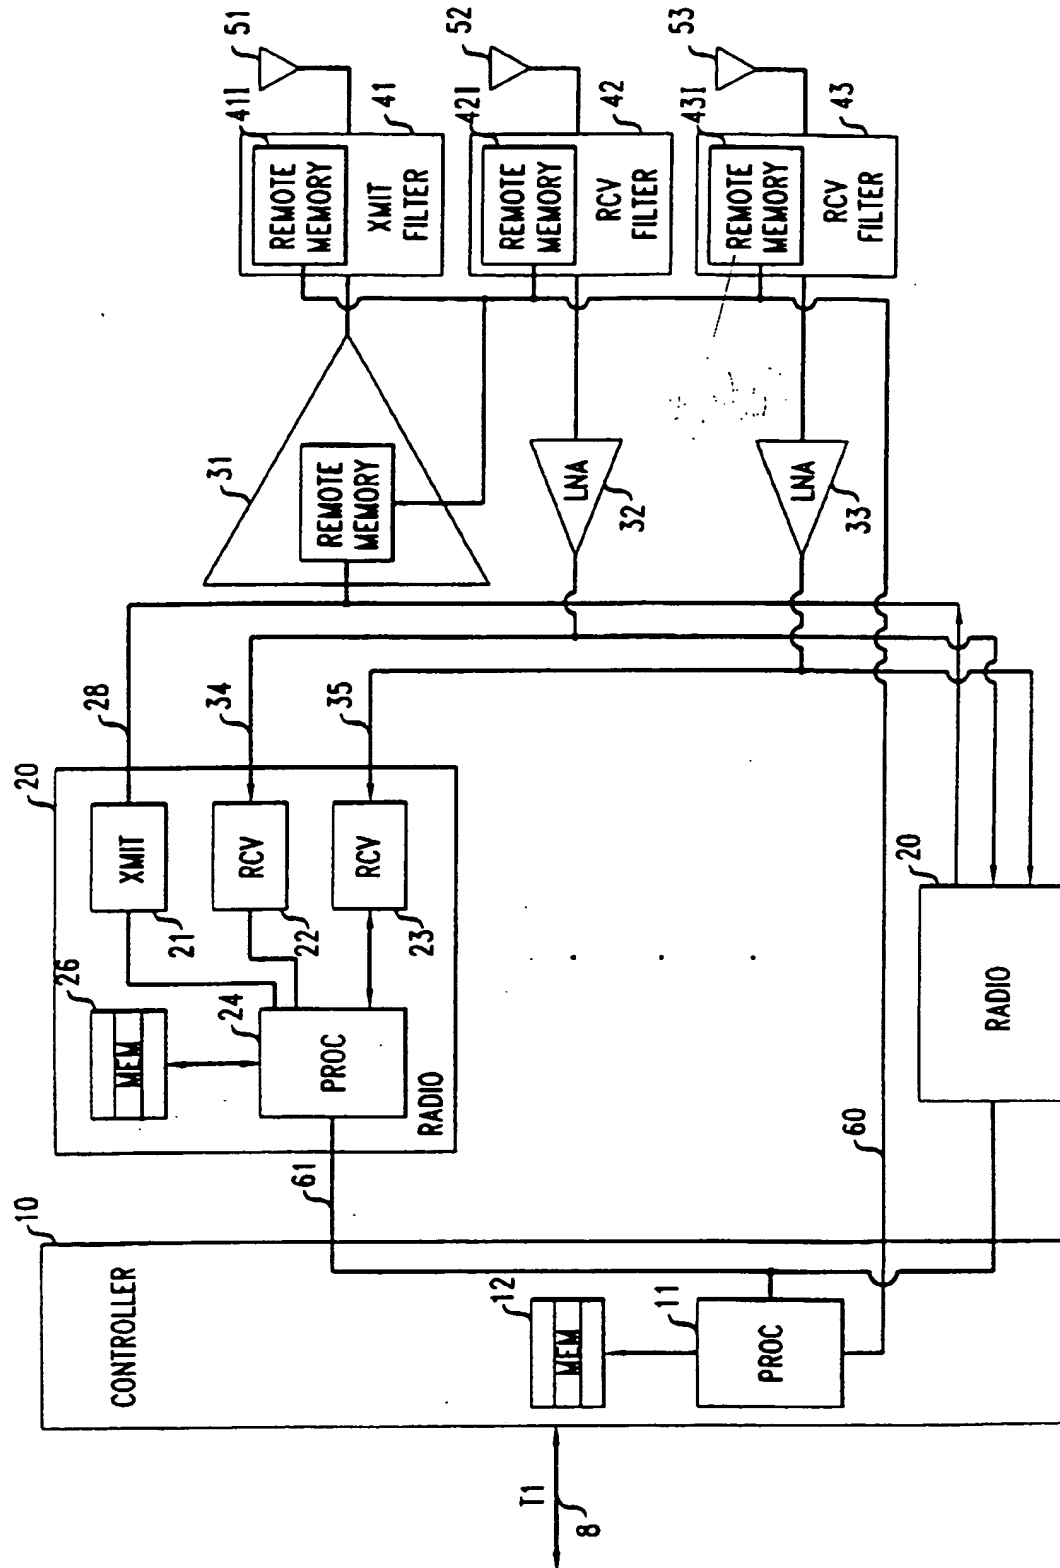 T1
8
CONTROLLER
10
MEM
12
PROC
11
61
60
20
RADIO
MEM
26
PROC
24
XMIT
21
RCV
22
RCV
23
28
34
35
RADIO
20
31
REMOTE
MEMORY
LNA
32
LNA
33
REMOTE
MEMORY
411
XMIT
FILTER
41
51
REMOTE
MEMORY
421
RCV
FILTER
42
52
REMOTE
MEMORY
431
RCV
FILTER
43
53